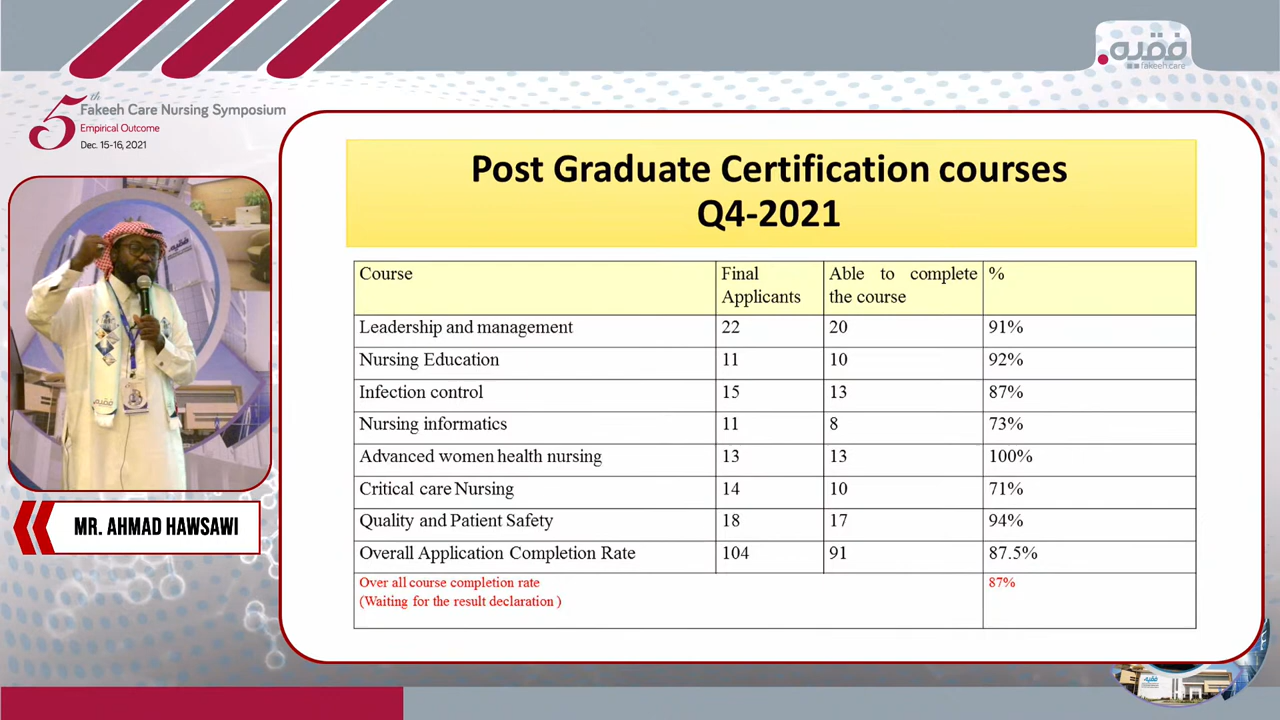 فقيه
fakeeh care
5th
Fakeeh Care Nursing Symposium
Empirical Outcome
Dec. 15-16, 2021
Post Graduate Certification courses
Q4-2021
Course Final Applicants Able to complete the course %
Leadership and management 22 20 91%
Nursing Education 11 10 92%
Infection control 15 13 87%
Nursing informatics 11 8 73%
Advanced women health nursing 13 13 100%
Critical care Nursing 14 10 71%
Quality and Patient Safety 18 17 94%
Overall Application Completion Rate 104 91 87.5%
Over all course completion rate 87%
(Waiting for the result declaration )
MR. AHMAD HAWSAWI
فقيه